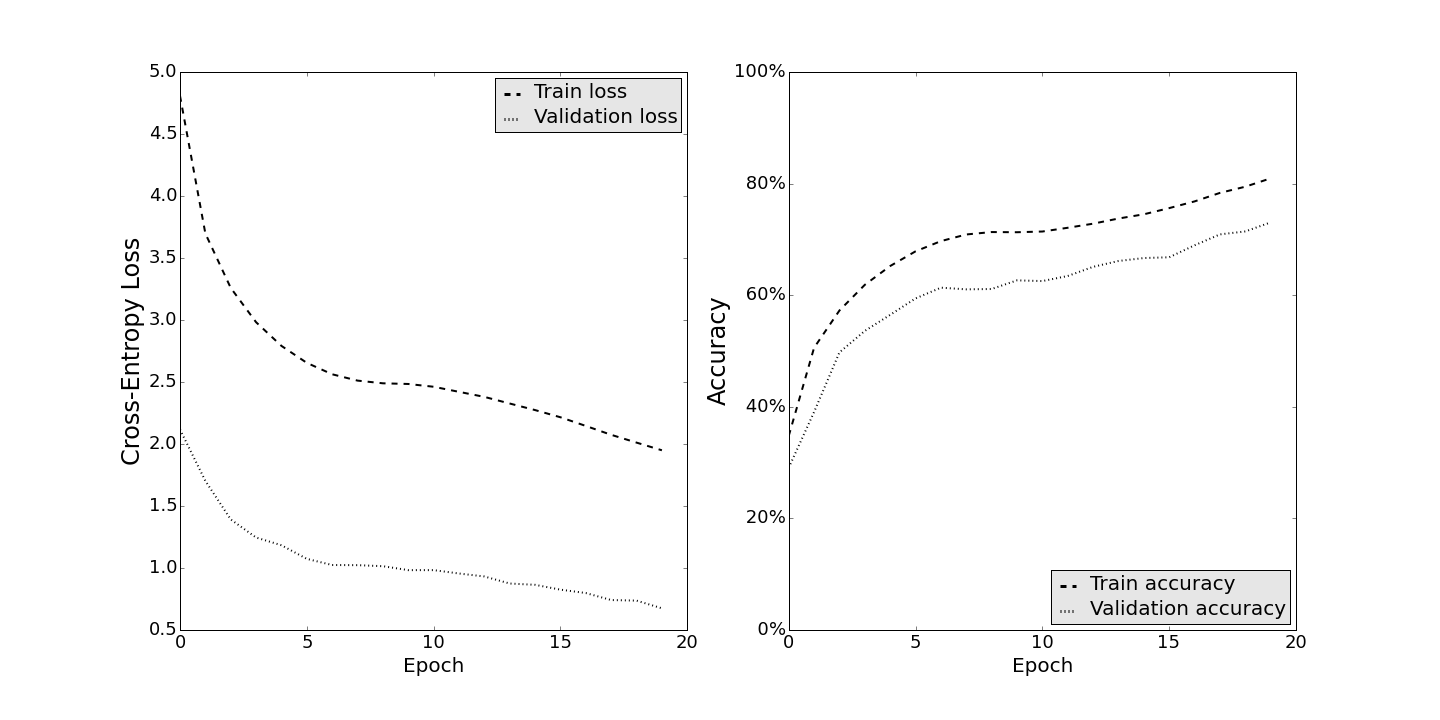 5.0
4.5
4.0
3.5
3.0
2.5
2.0
1.5
1.0
0.5
Cross-Entropy Loss
Train loss
Validation loss
0 5 10 15 20
Epoch
100%
80%
60%
40%
20%
0%
Accuracy
Train accuracy
Validation accuracy
0 5 10 15 20
Epoch